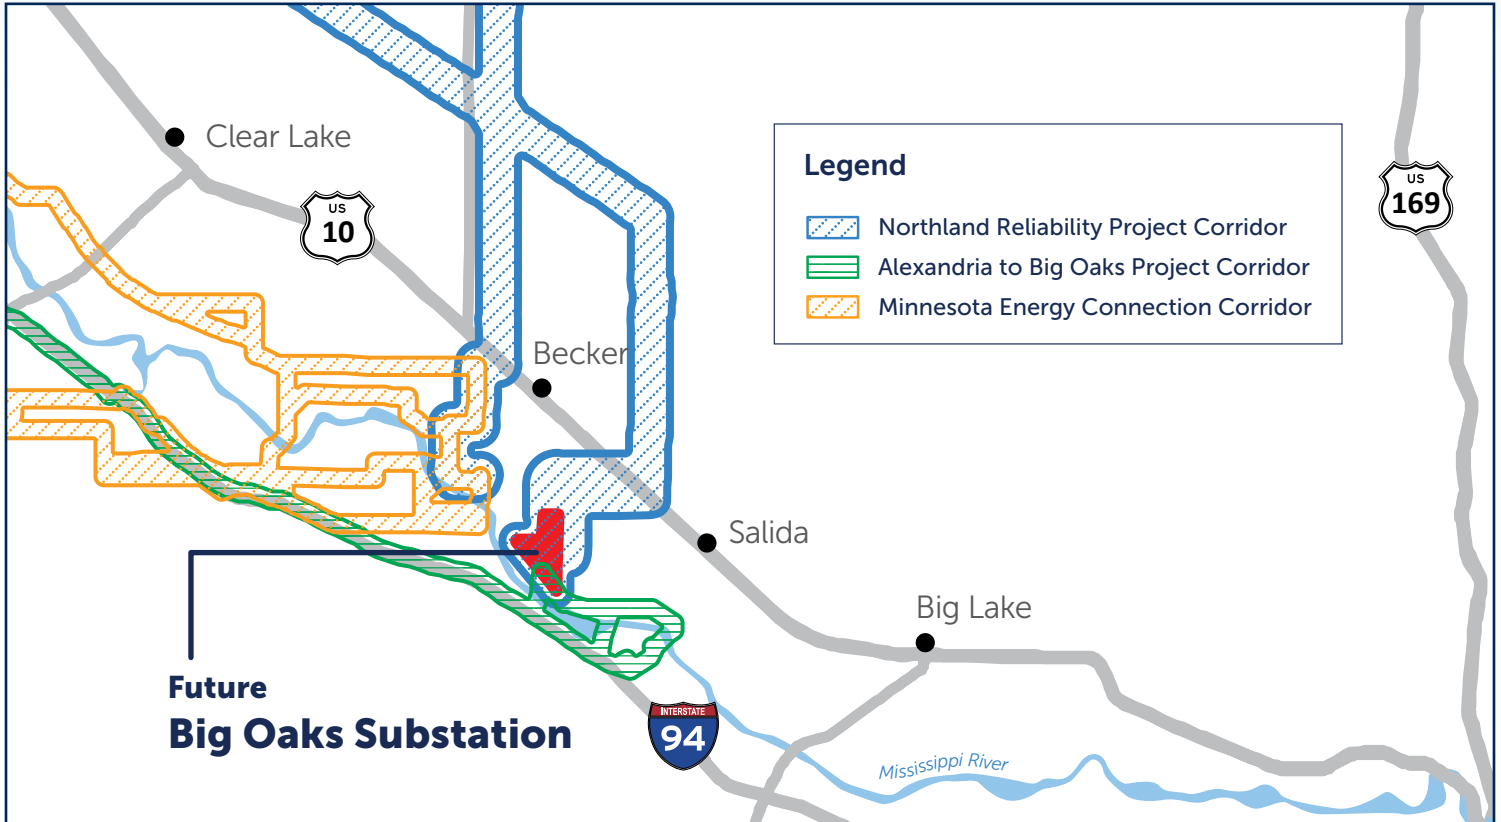 Clear Lake
US
10
Legend
Northland Reliability Project Corridor
Alexandria to Big Oaks Project Corridor
Minnesota Energy Connection Corridor
US
169
Becker
Salida
Big Lake
Future
Big Oaks Substation
INTERSTATE
94
Mississippi River